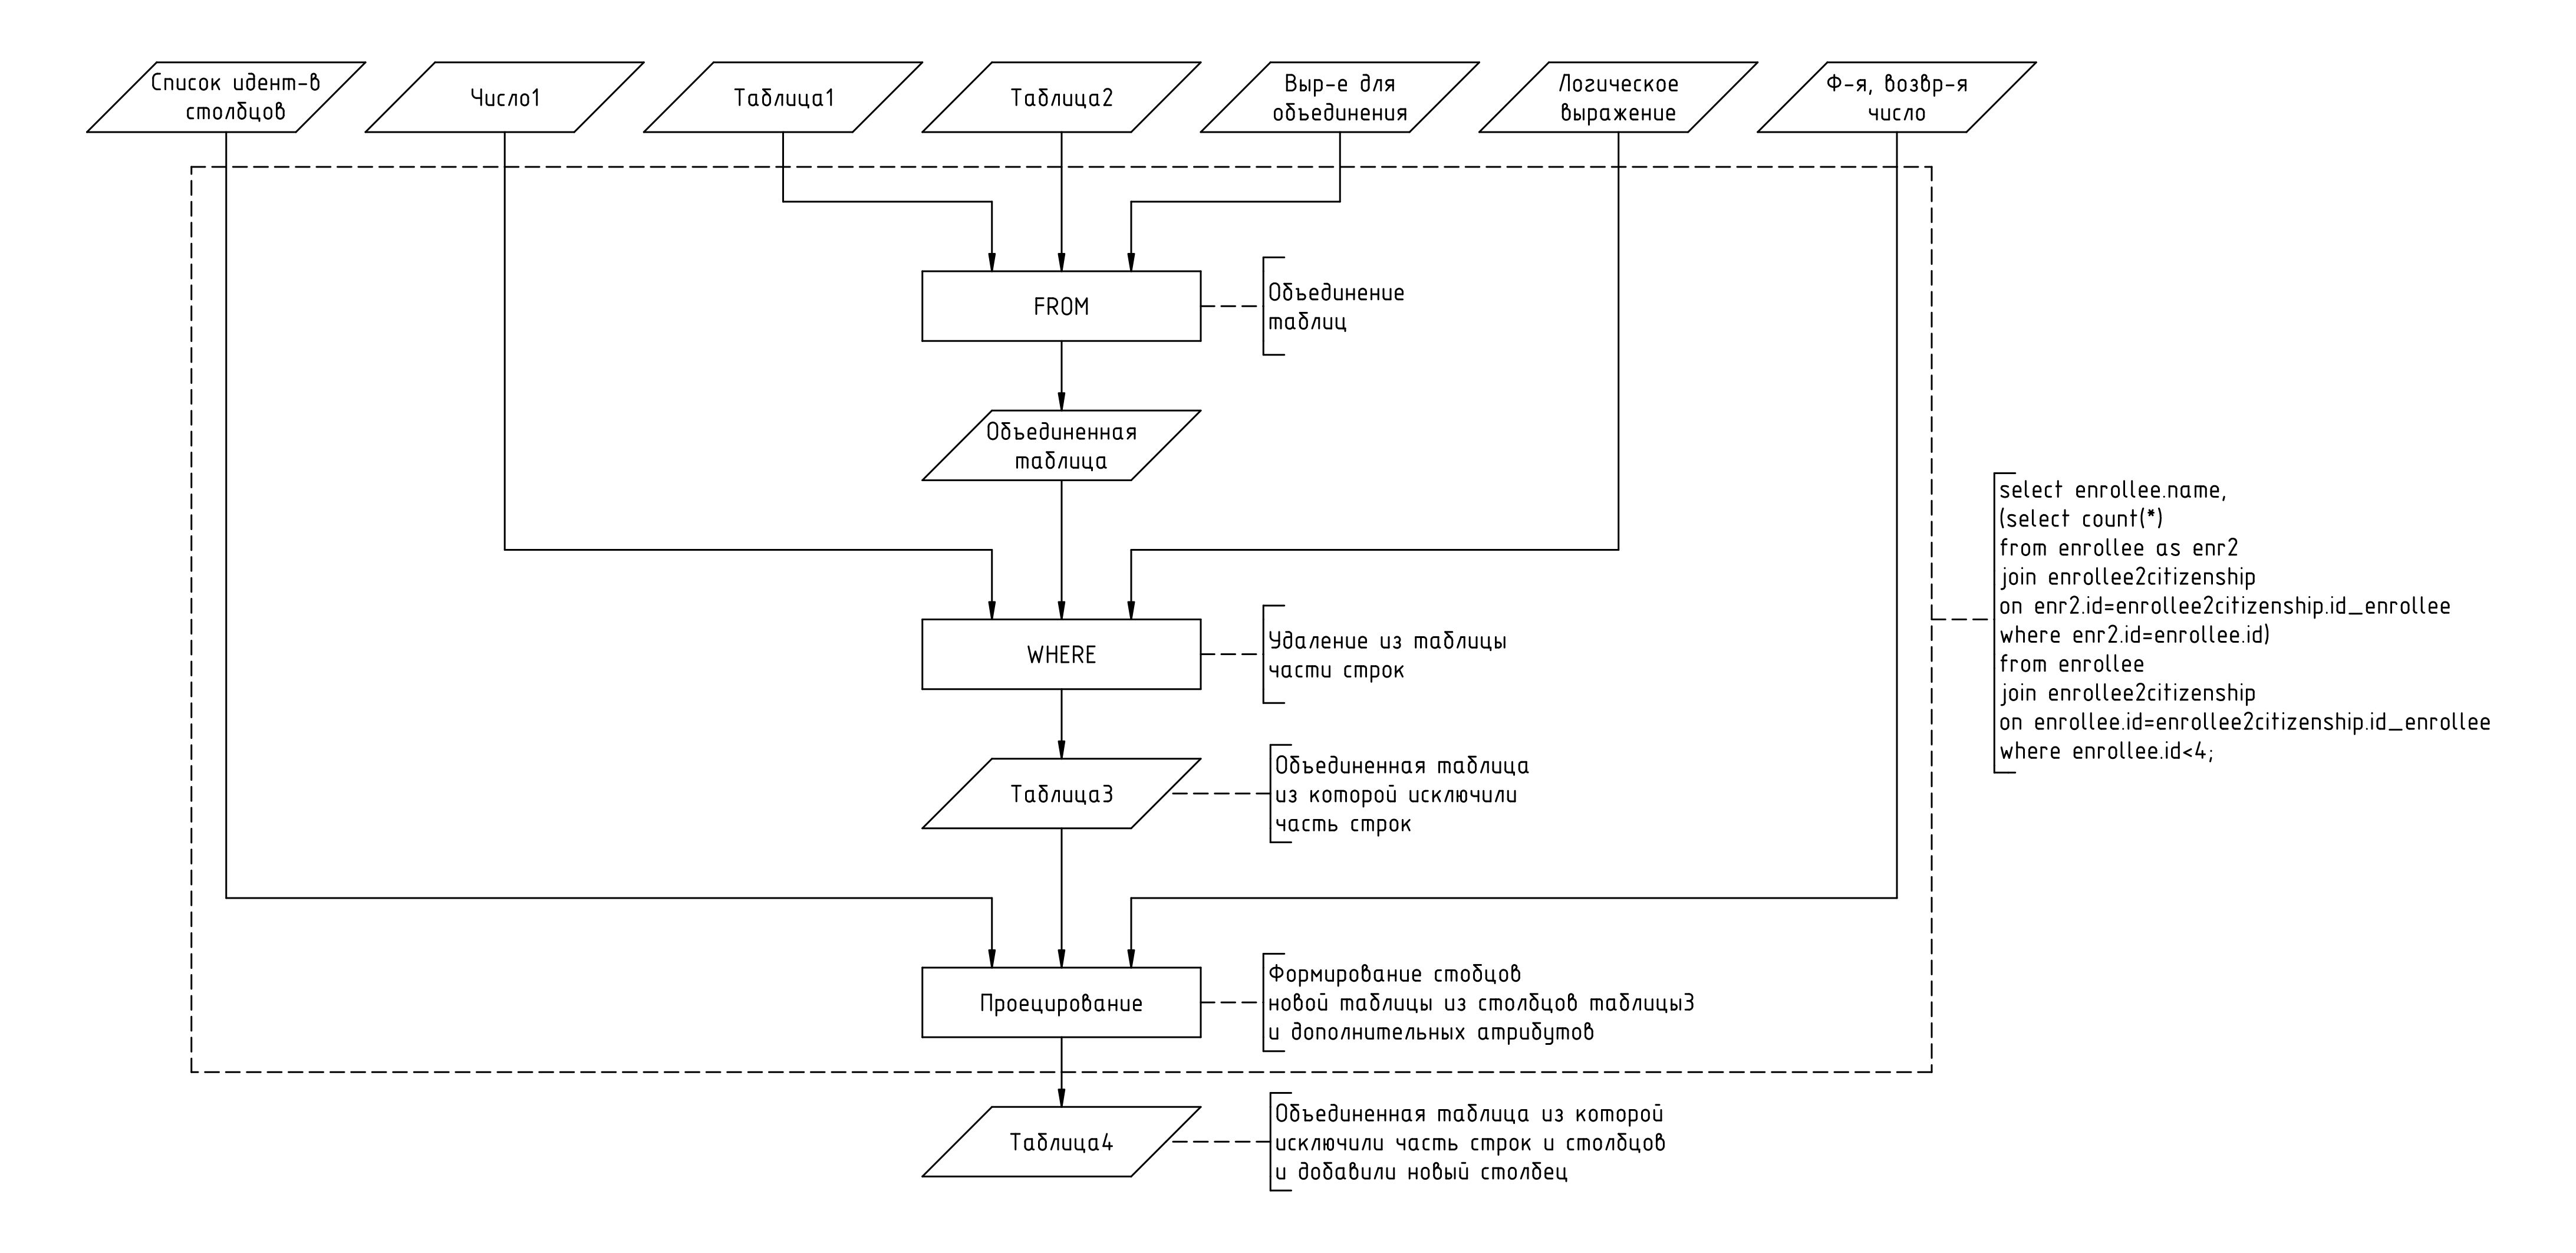 Список идент-в
столбцов
Число1
Таблица1
Таблица2
Выр-е для
объединения
Логическое
выражение
Ф-я, возвр-я
число
FROM
Объединение
таблиц
Объединенная
таблица
select enrollee.name,
(select count(*)
from enrollee as enr2
join enrollee2citizenship
on enr2.id=enrollee2citizenship.id_enrollee
where enr2.id=enrollee.id)
from enrollee
join enrollee2citizenship
on enrollee.id=enrollee2citizenship.id_enrollee
where enrollee.id<4;
WHERE
Удаление из таблицы
части строк
Таблица3
Объединенная таблица
из которой исключили
часть строк
Проецирование
Формирование стобцов
новой таблицы из столбцов таблицы3
и дополнительных атрибутов
Таблица4
Объединенная таблица из которой
исключили часть строк и столбцов
и добавили новый столбец